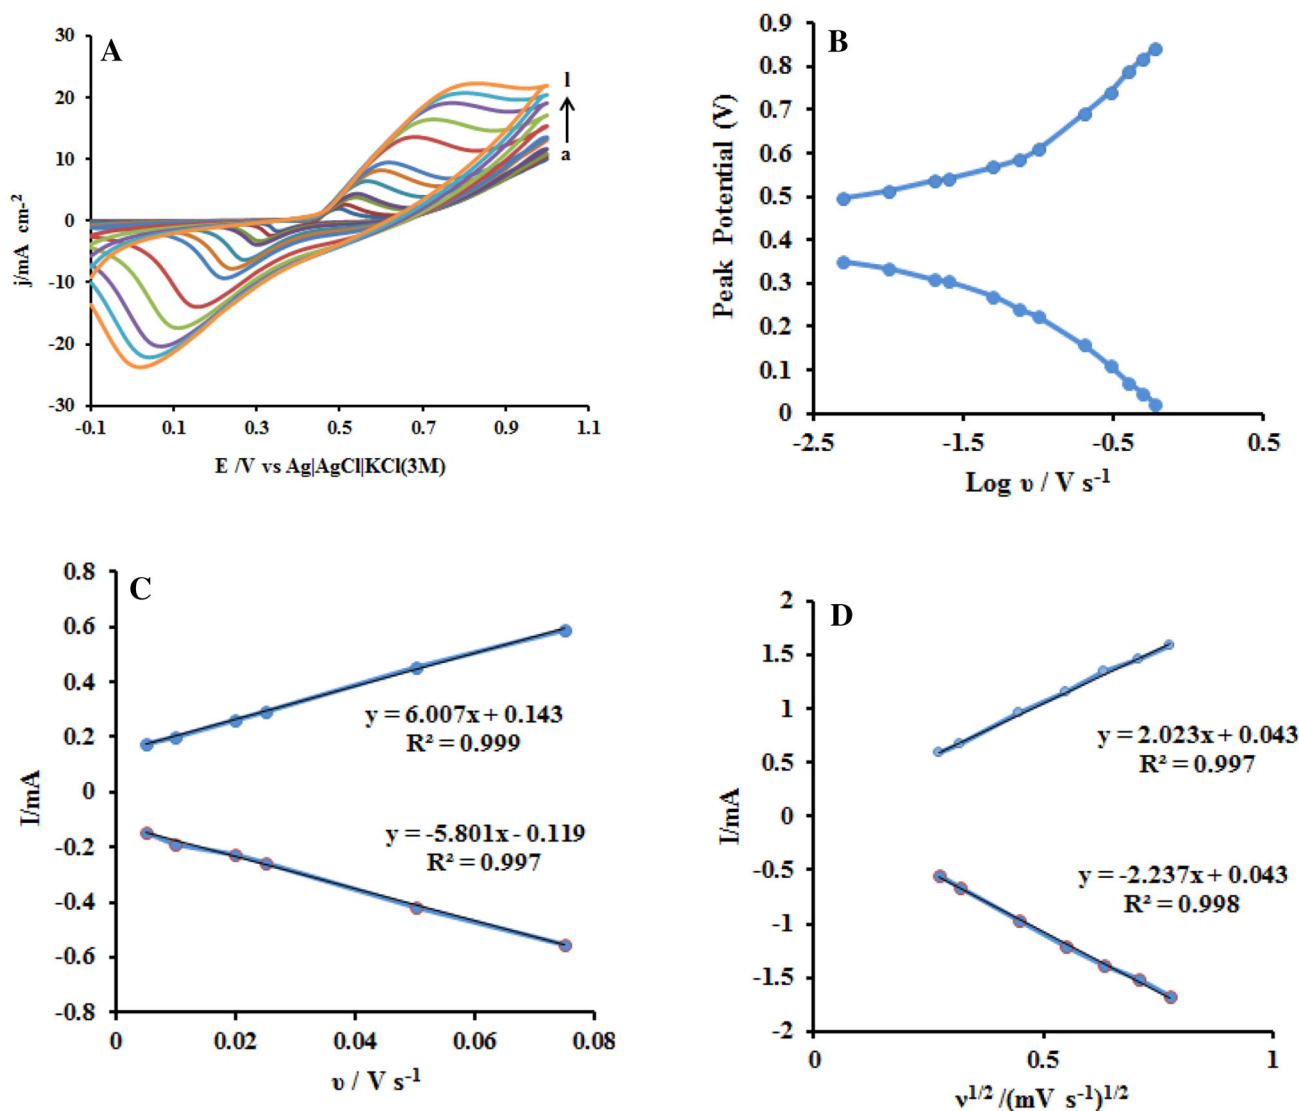 A
30
20
10
0
-10
-20
-30
-0.1
0.1
0.3
0.5
0.7
0.9
1.1
j/mA cm-2
E /V vs Ag|AgCl|KCl(3M)
l
a
B
0.9
0.8
0.7
0.6
0.5
0.4
0.3
0.2
0.1
0
-2.5
-1.5
-0.5
0.5
Peak Potential (V)
Log υ / V s-1
C
0.8
0.6
0.4
0.2
0
-0.2
-0.4
-0.6
-0.8
0
0.02
0.04
0.06
0.08
I/mA
y = 6.007x + 0.143
R² = 0.999
y = -5.801x - 0.119
R² = 0.997
υ / V s-1
D
2
1.5
1
0.5
0
-0.5
-1
-1.5
-2
0
0.5
1
I/mA
y = 2.023x + 0.043
R² = 0.997
y = -2.237x + 0.043
R² = 0.998
ν1/2 /(mV s-1)1/2